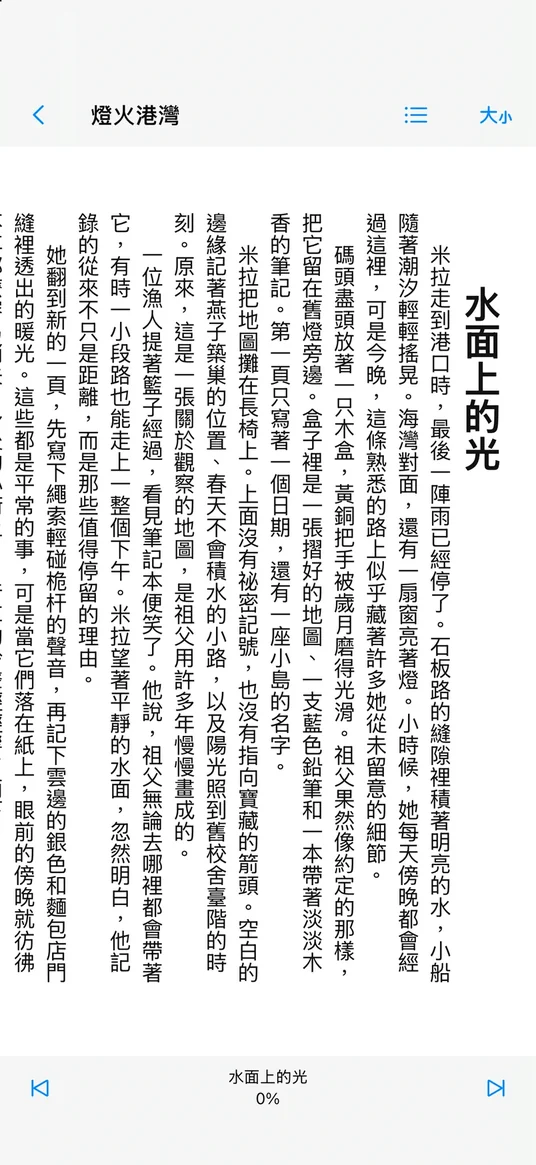 燈火港灣
大小
水面上的光
米拉走到港口時，最後一陣雨已經停了。石板路的縫隙裡積著明亮的水，小船
隨著潮汐輕輕搖晃。海灣對面，還有一扇窗亮著燈。小時候，她每天傍晚都會經
過這裡，可是今晚，這條熟悉的路上似乎藏著許多她從未留意的細節。
碼頭盡頭放著一只木盒，黃銅把手被歲月磨得光滑。祖父果然像約定的那樣，
把它留在舊燈旁邊。盒子裡是一張摺好的地圖、一支藍色鉛筆和一本帶著淡淡木
香的筆記。第一頁只寫著一個日期，還有一座小島的名字。
米拉把地圖攤在長椅上。上面沒有祕密記號，也沒有指向寶藏的箭頭。空白的
邊緣記著燕子築巢的位置、春天不會積水的小路，以及陽光照到舊校舍臺階的時
刻。原來，這是一張關於觀察的地圖，是祖父用許多年慢慢畫成的。
一位漁人提著籃子經過，看見筆記本便笑了。他說，祖父無論去哪裡都會帶著
它，有時一小段路也能走上一整個下午。米拉望著平靜的水面，忽然明白，他記
錄的從來不只是距離，而是那些值得停留的理由。
她翻到新的一頁，先寫下繩索輕碰桅杆的聲音，再記下雲邊的銀色和麵包店門
縫裡透出的暖光。這些都是平常的事，可是當它們落在紙上，眼前的傍晚就彷彿
水面上的光
0%